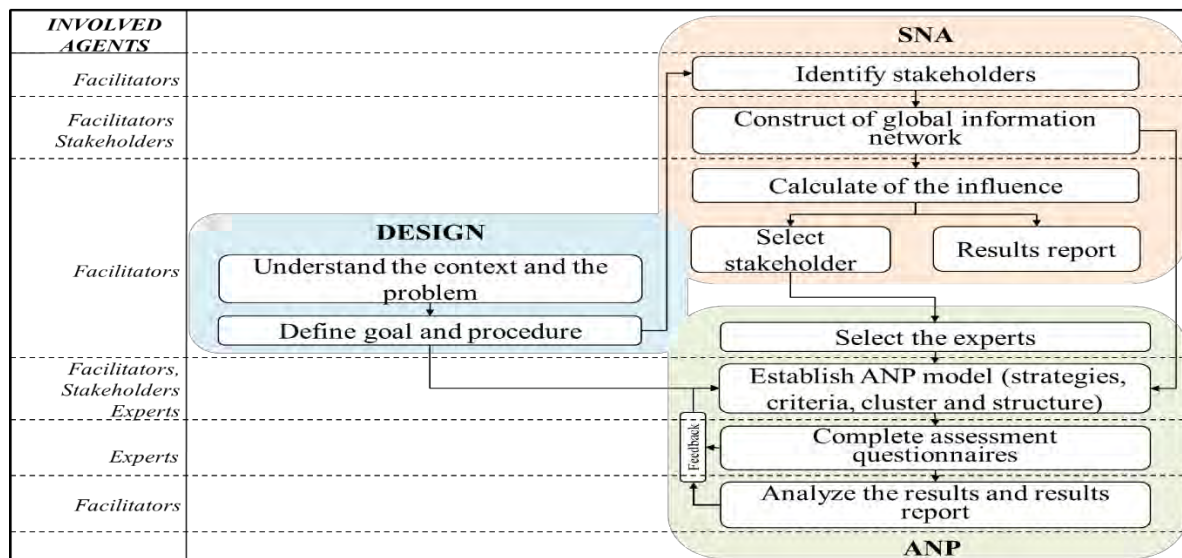 INVOLVED
AGENTS
SNA
Facilitators
Identify stakeholders
Facilitators
Stakeholders
Construct of global information
network
Calculate of the influence
DESIGN
Facilitators
Understand the context and the
problem
Define goal and procedure
Select
stakeholder
Results report
Select the experts
Facilitators,
Stakeholders
Experts
Establish ANP model (strategies,
criteria, cluster and structure)
Feedback
Experts
Complete assessment
questionnaires
Facilitators
Analyze the results and results
report
ANP